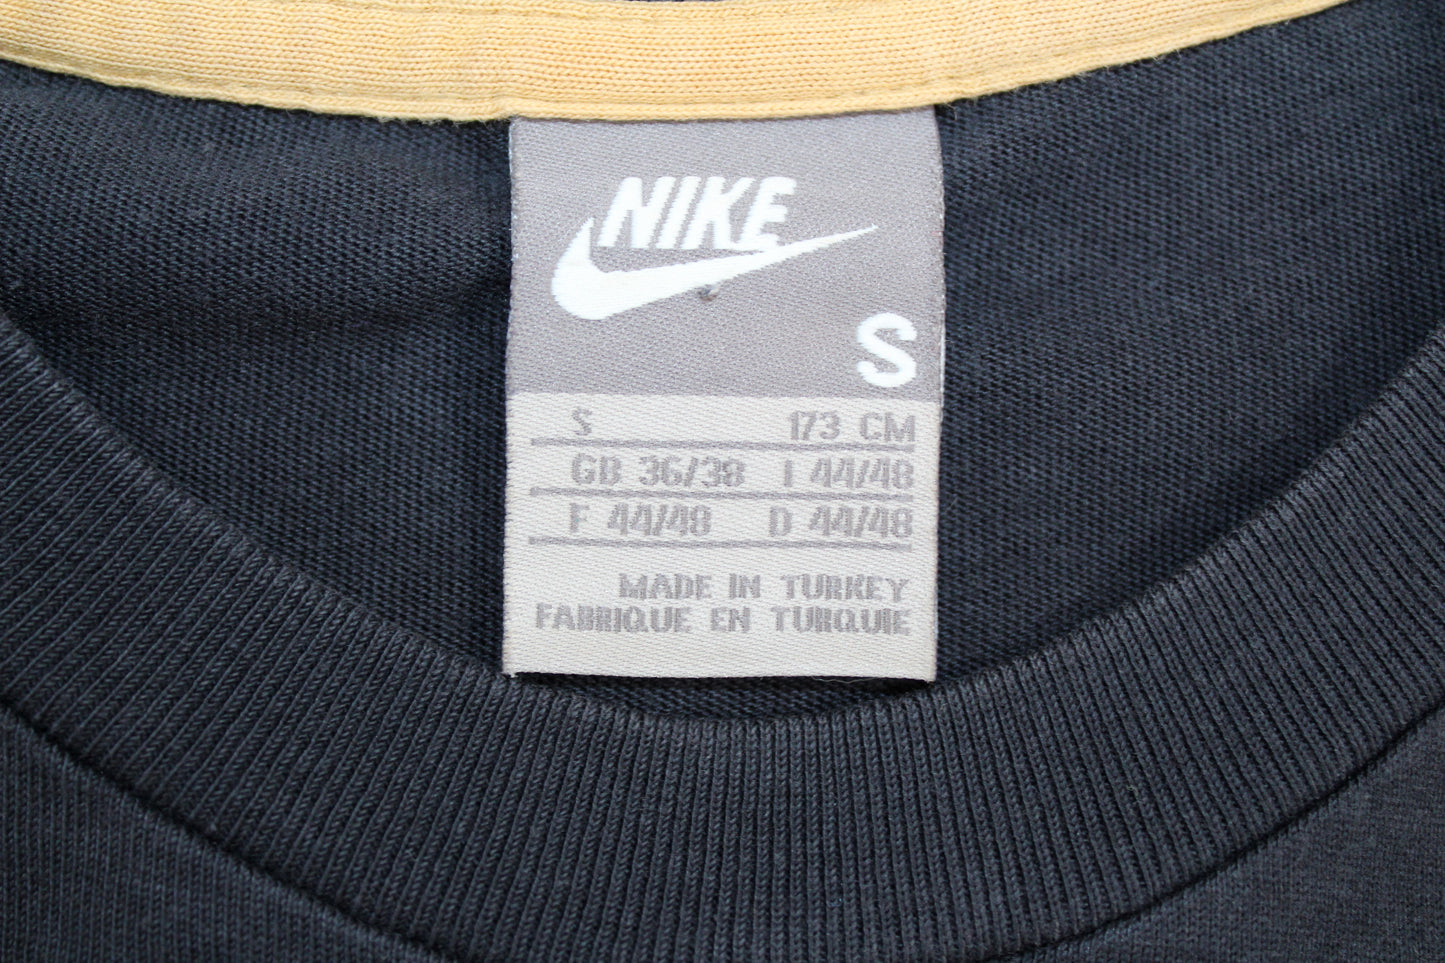 NIKE
S
S 173 CM
GB 36/38 I 44/48
F 44/48 D 44/48
MADE IN TURKEY
FABRIQUE EN TURQUIE